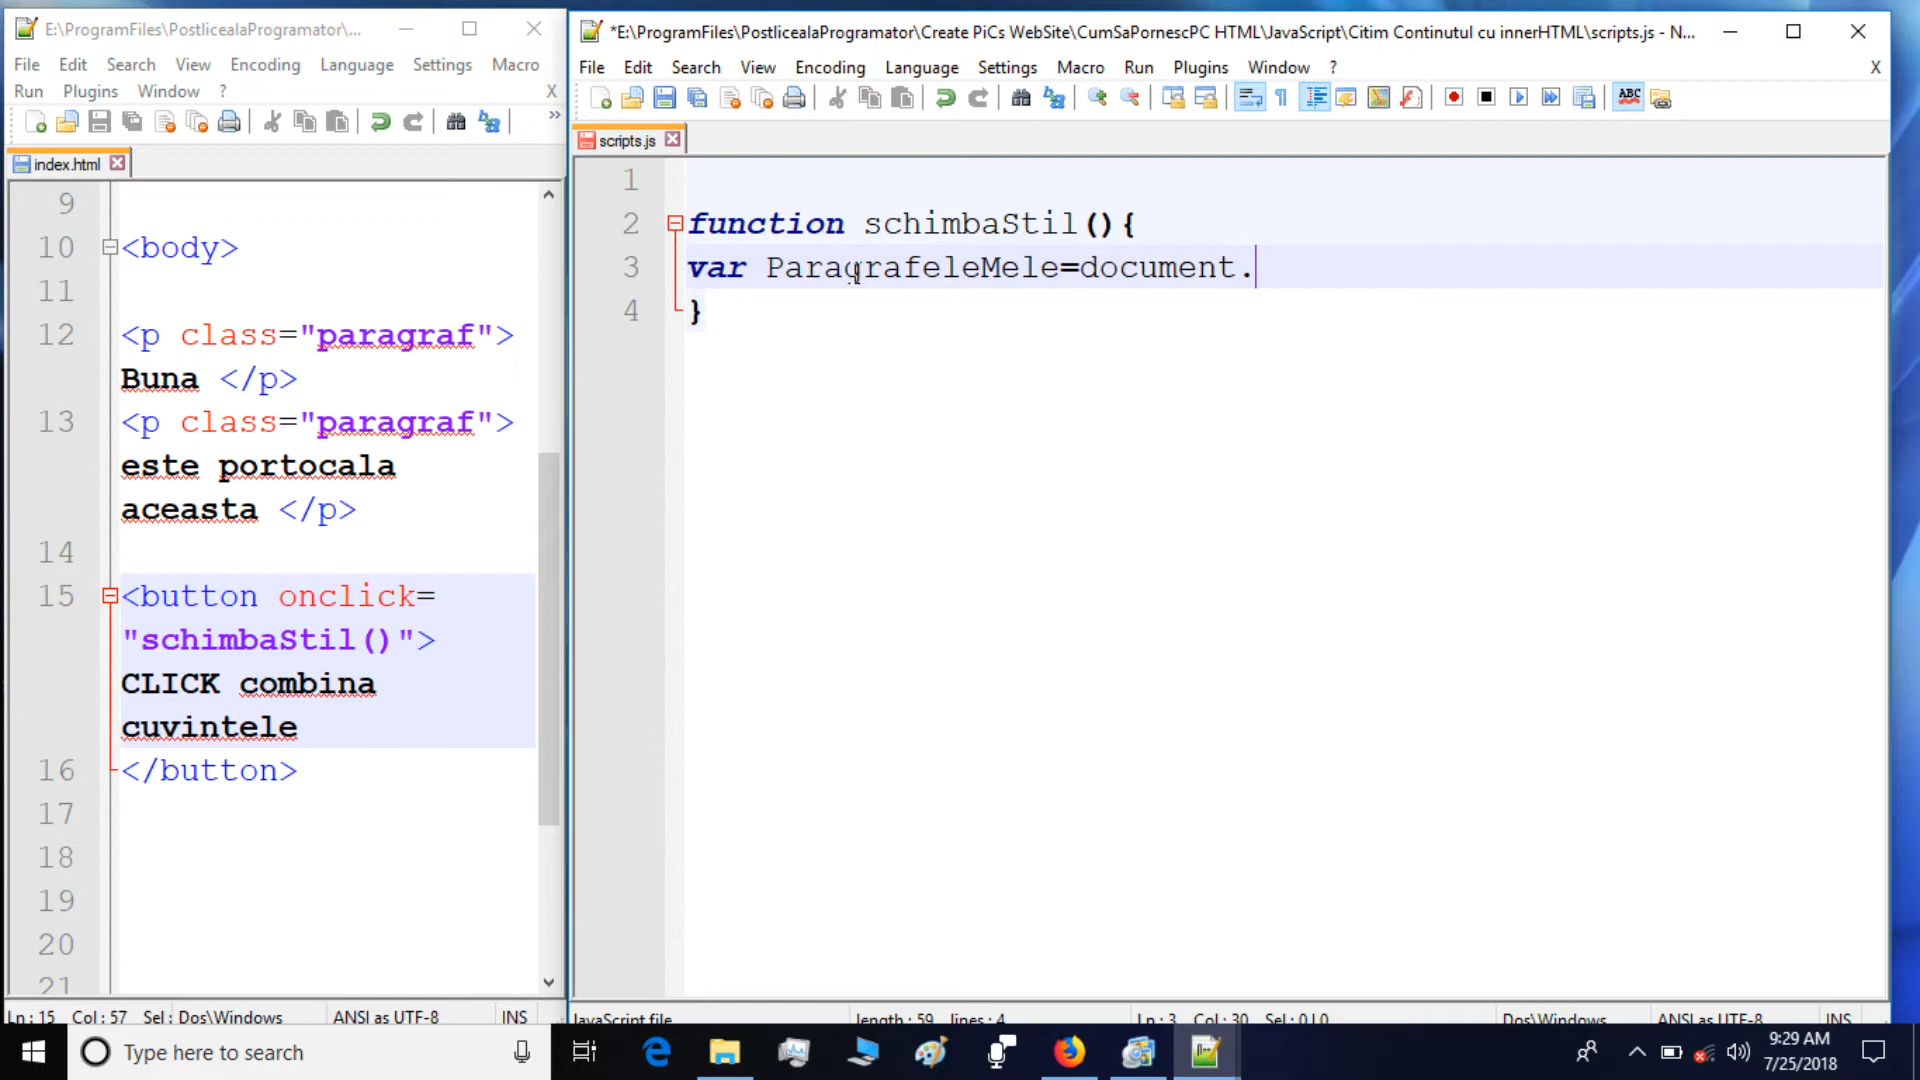 E:\ProgramFiles\PostlicealaProgramator\...
File Edit Search View Encoding Language Settings Macro
Run Plugins Window ? X
»
index.html
9
10 <body>
11
12 <p class="paragraf">
Buna </p>
13 <p class="paragraf">
este portocala
aceasta </p>
14
15 <button onclick=
"schimbaStil()">
CLICK combina
cuvintele
16 </button>
17
18
19
20
21
Ln : 15 Col : 57 Sel : Dos\Windows ANSI as UTF-8 INS
*E:\ProgramFiles\PostlicealaProgramator\Create PiCs WebSite\CumSaPornescPC HTML\JavaScript\Citim Continutul cu innerHTML\scripts.js - N...
File Edit Search View Encoding Language Settings Macro Run Plugins Window ? X
ABC
scripts.js
1
2 function schimbaStil(){
3 var ParagrafeleMele=document.
4 }
JavaScript file length : 59 lines : 4 Ln : 3 Col : 30 Sel : 0 | 0 Dos\Windows ANSI as UTF-8 INS
Type here to search
9:29 AM
7/25/2018